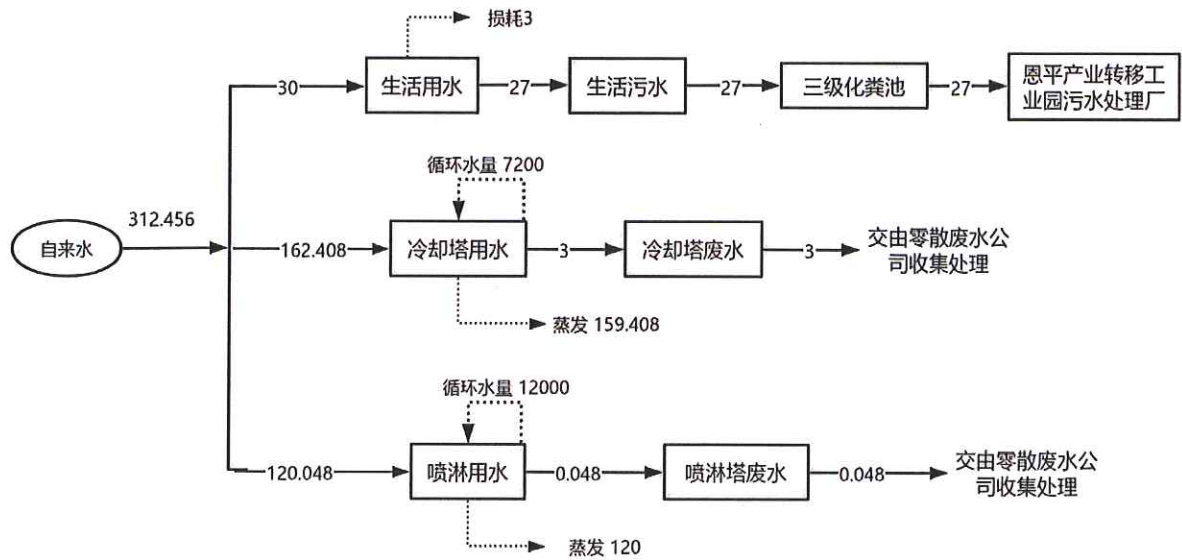 损耗3
30
生活用水
27
生活污水
27
三级化粪池
27
恩平产业转移工
业园污水处理厂
循环水量 7200
312.456
自来水
162.408
冷却塔用水
3
冷却塔废水
3
交由零散废水公
司收集处理
蒸发 159.408
循环水量 12000
120.048
喷淋用水
0.048
喷淋塔废水
0.048
交由零散废水公
司收集处理
蒸发 120